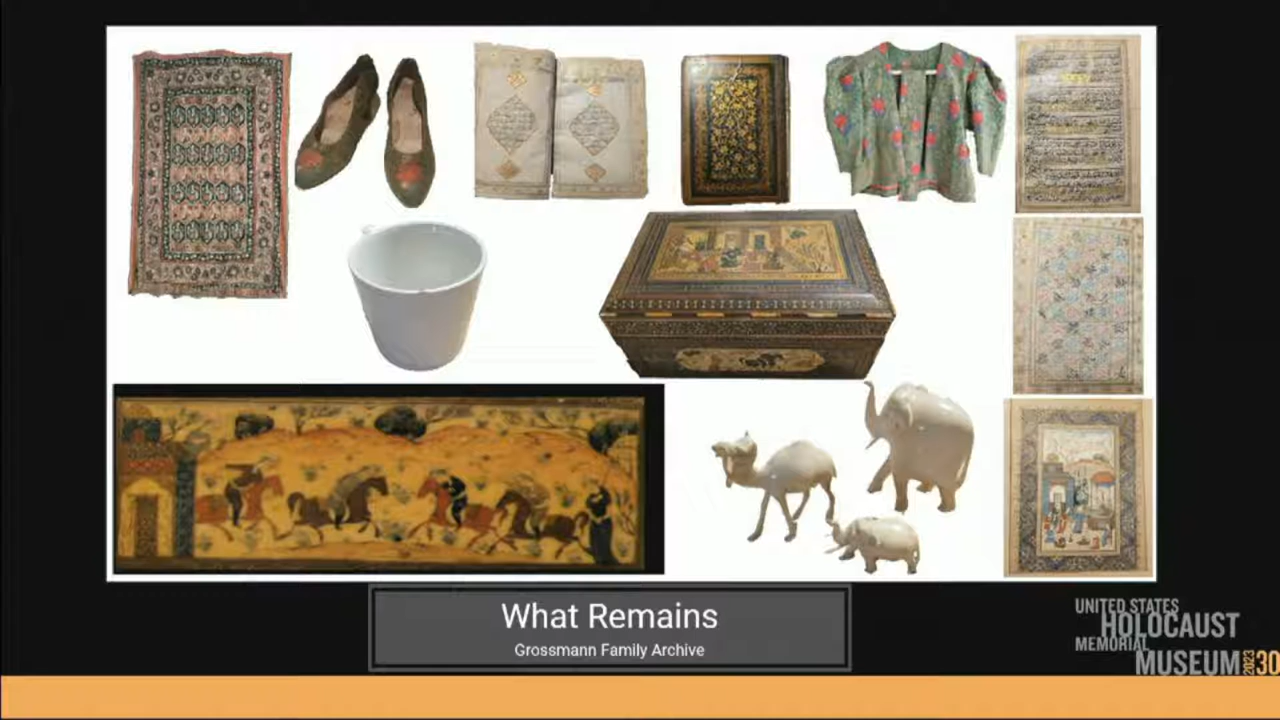 What Remains
Grossmann Family Archive
UNITED STATES
HOLOCAUST
MEMORIAL
MUSEUM
2023
30